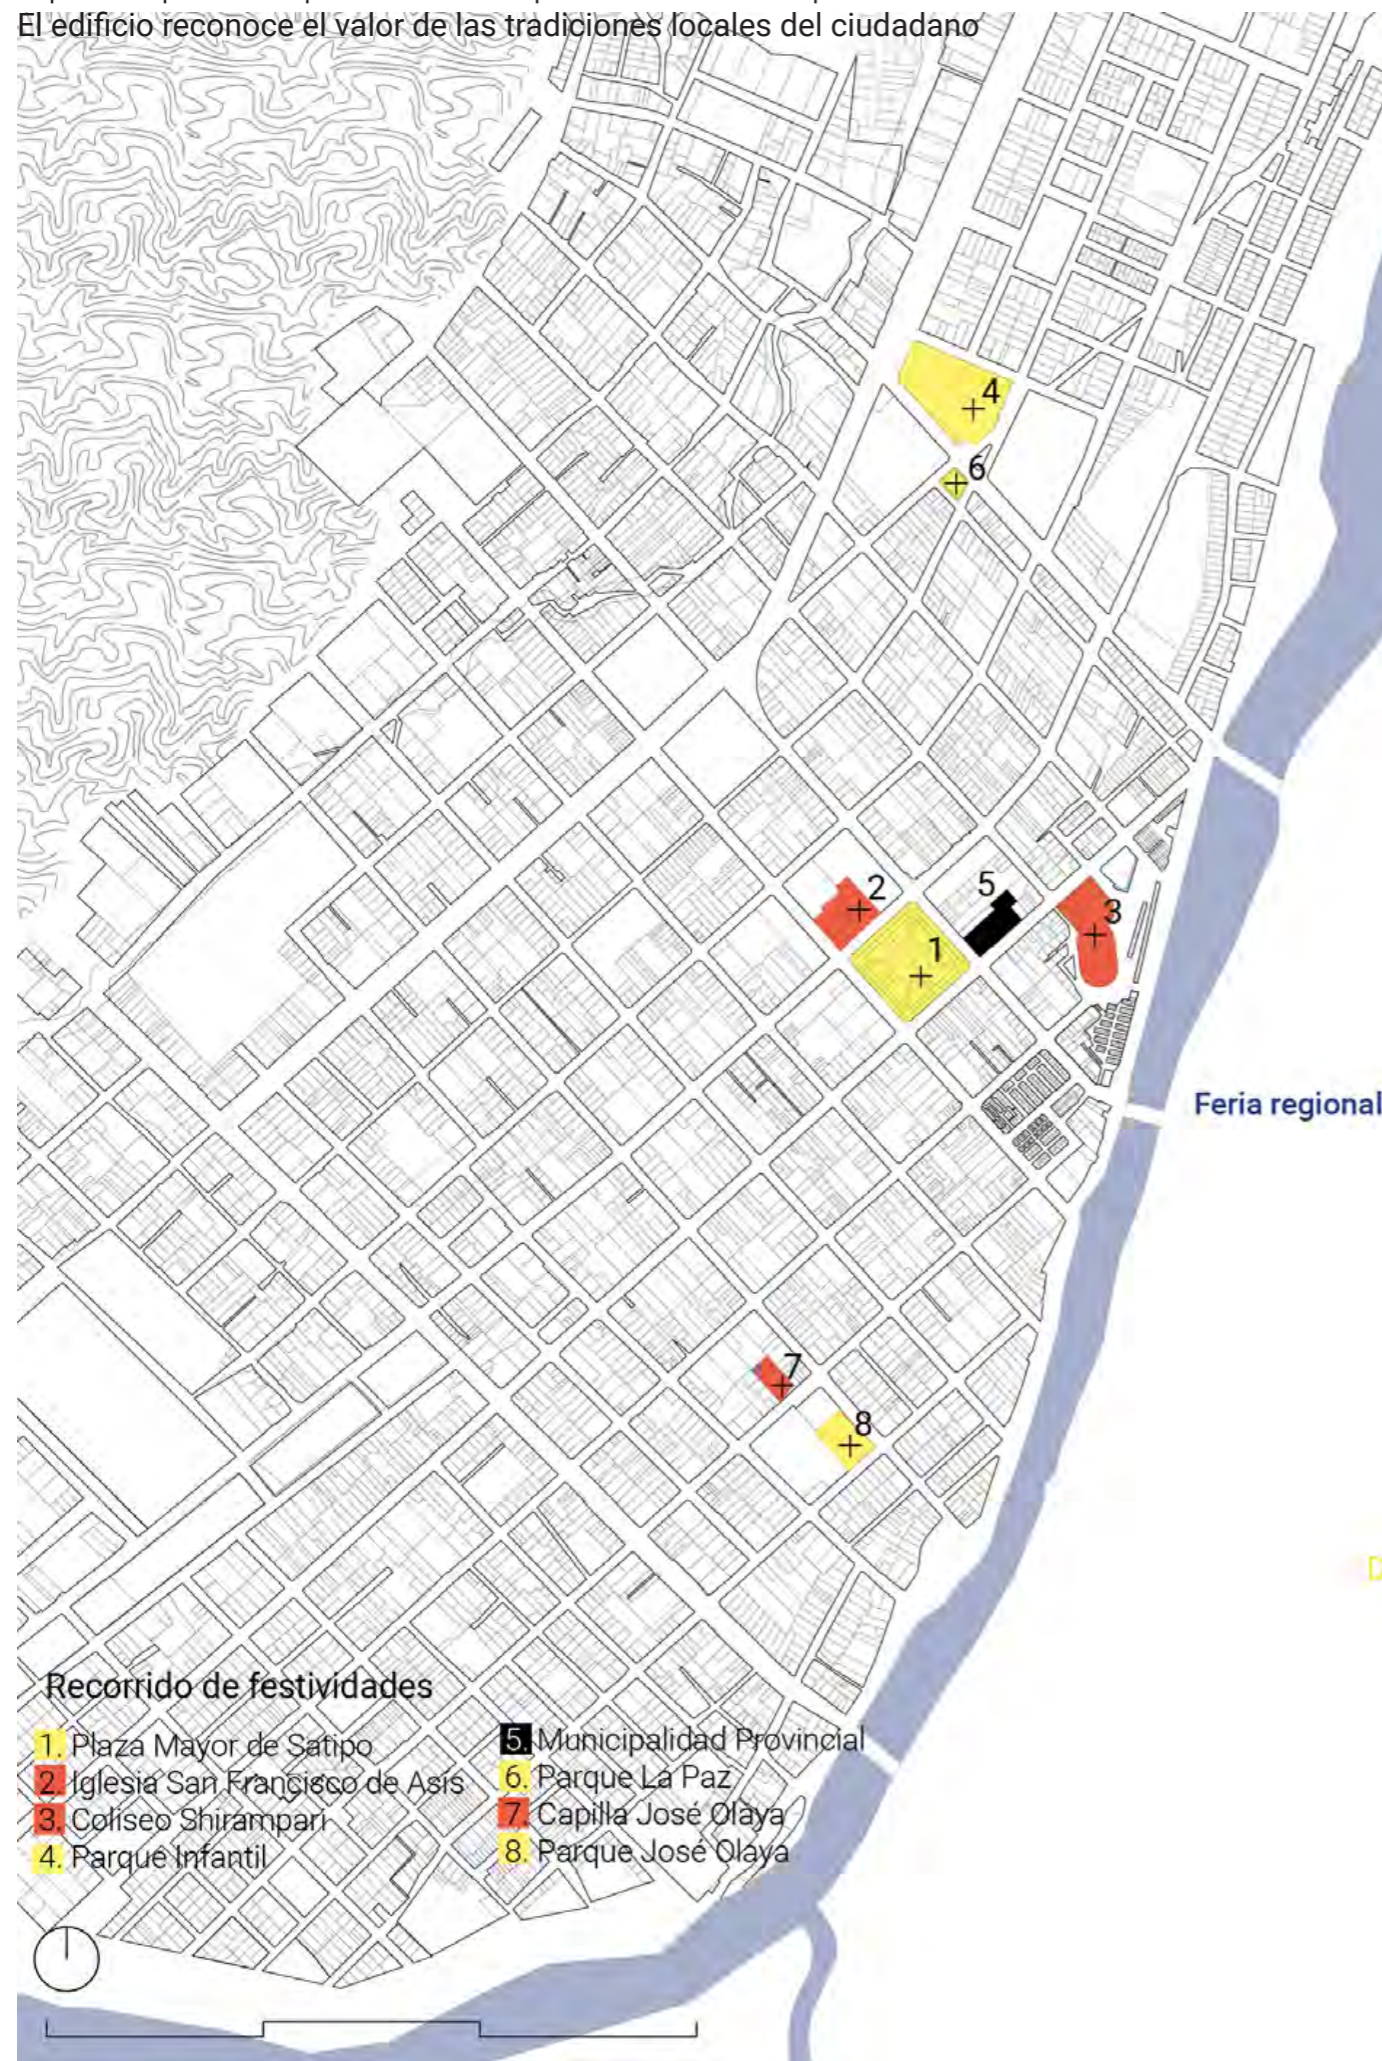 El edificio reconoce el valor de las tradiciones locales del ciudadano
4
6
2
5
3
1
Feria regional
7
8
D
Recorrido de festividades
1. Plaza Mayor de Satipo
2. Iglesia San Francisco de Asís
3. Coliseo Shirampari
4. Parque Infantil
5. Municipalidad Provincial
6. Parque La Paz
7. Capilla José Olaya
8. Parque José Olaya